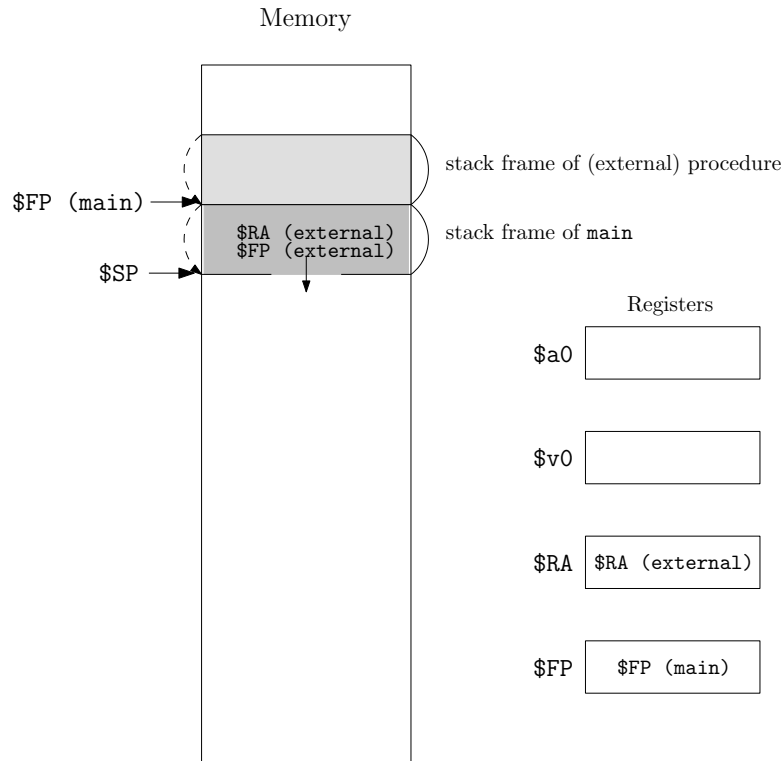 Memory
stack frame of (external) procedure
$FP (main)
$RA (external)
$FP (external)
stack frame of main
$SP
Registers
$a0
$v0
$RA
$RA (external)
$FP
$FP (main)